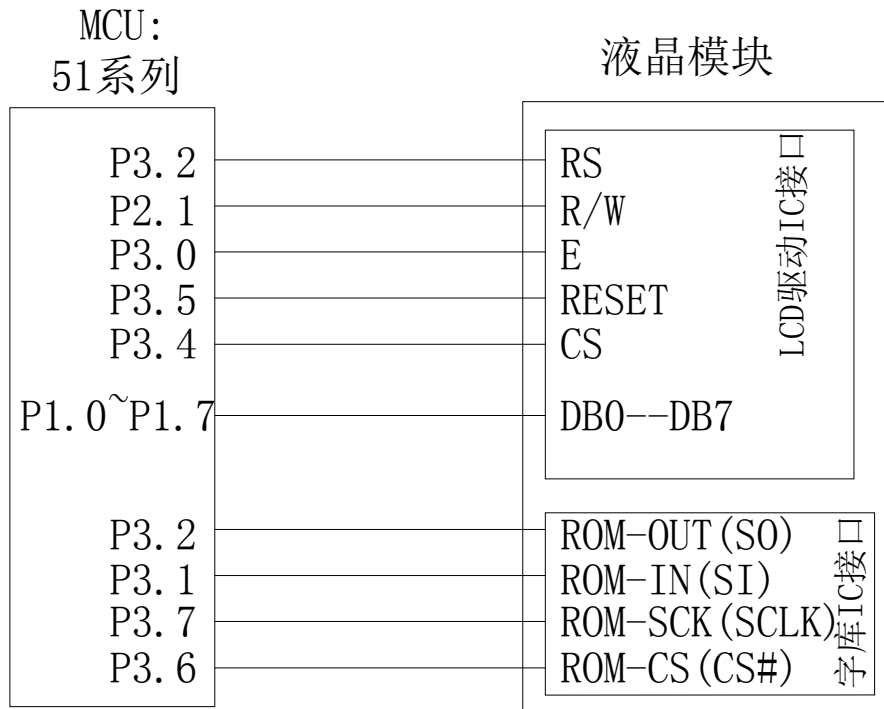 MCU:
51系列
液晶模块
P3.2
RS
P2.1
R/W
P3.0
E
P3.5
RESET
P3.4
CS
P1.0~P1.7
DB0--DB7
LCD驱动IC接口
P3.2
ROM-OUT(SO)
P3.1
ROM-IN(SI)
P3.7
ROM-SCK(SCLK)
P3.6
ROM-CS(CS#)
字库IC接口